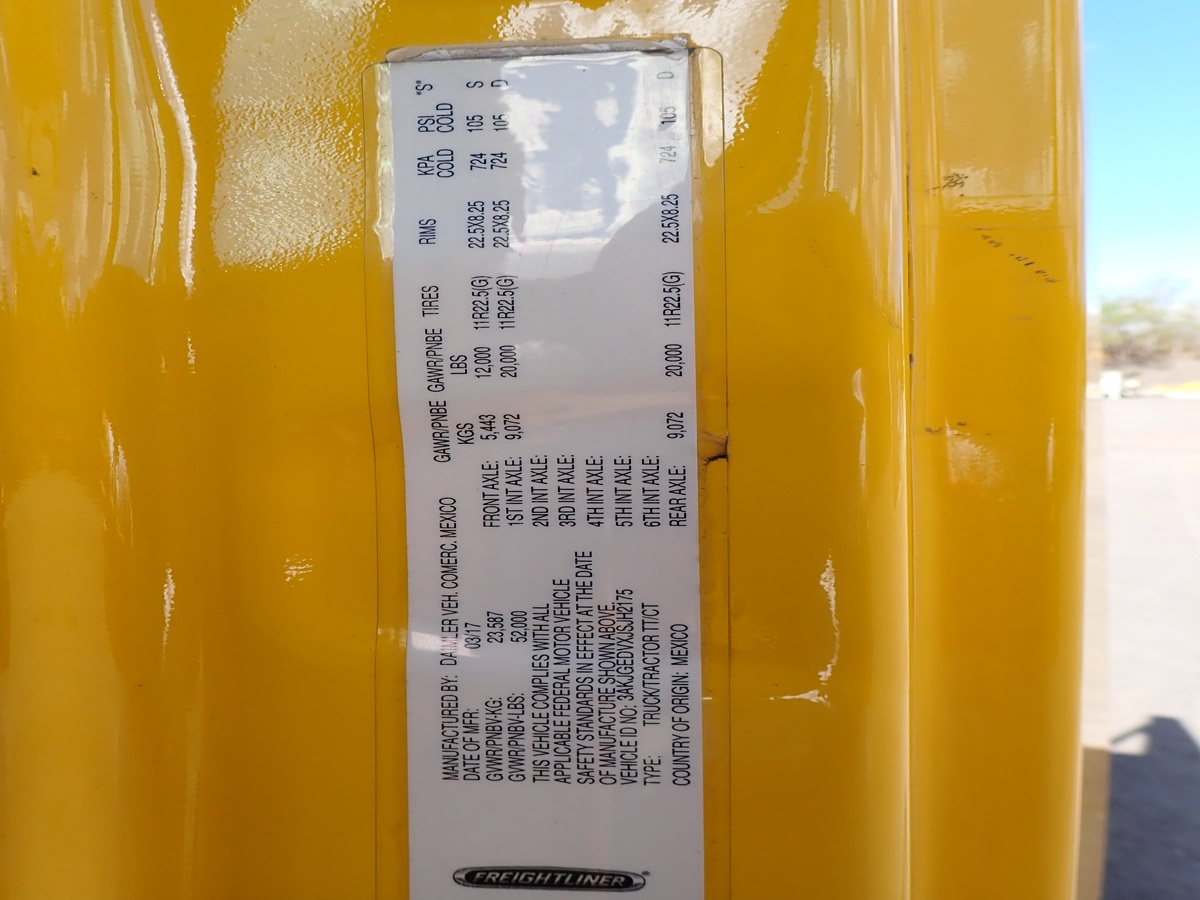 FREIGHTLINER
MANUFACTURED BY: DAIMLER VEH. COMERC. MEXICO
DATE OF MFR: 03/17
GVWR/PNBV-KG: 23,587
GVWR/PNBV-LBS: 52,000
THIS VEHICLE COMPLIES WITH ALL
APPLICABLE FEDERAL MOTOR VEHICLE
SAFETY STANDARDS IN EFFECT AT THE DATE
OF MANUFACTURE SHOWN ABOVE.
VEHICLE ID NO: 3AKJGEDVXJSJH2175
TYPE: TRUCK/TRACTOR TT/CT
COUNTRY OF ORIGIN: MEXICO
GAWR/PNBE GAWR/PNBE TIRES RIMS KPA PSI "S"
KGS LBS COLD COLD
FRONT AXLE: 5,443 12,000 11R22.5(G) 22.5X8.25 724 105 S
1ST INT AXLE: 9,072 20,000 11R22.5(G) 22.5X8.25 724 105 D
2ND INT AXLE:
3RD INT AXLE:
4TH INT AXLE:
5TH INT AXLE:
6TH INT AXLE:
REAR AXLE: 9,072 20,000 11R22.5(G) 22.5X8.25 724 105 D